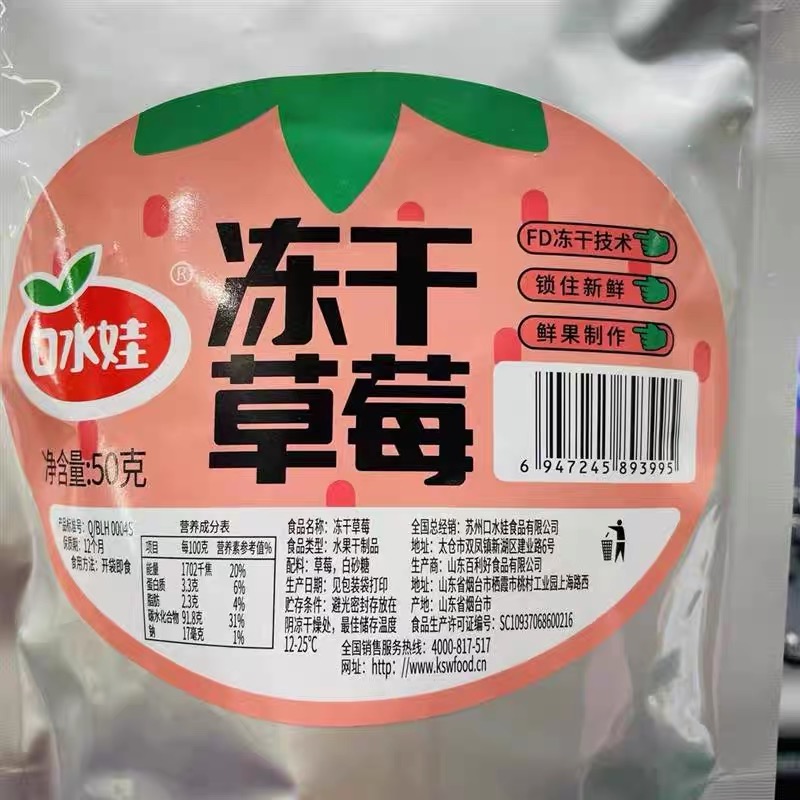 ®
冻干
草莓
口水娃
FD冻干技术
锁住新鲜
鲜果制作
净含量:50克
6 947245 893995
产品标准号: Q/BLH 0004S
保质期: 12个月
食用方法: 开袋即食
营养成分表
项目 每100克 营养素参考值%
能量 1702千焦 20%
蛋白质 3.3克 6%
脂肪 2.3克 4%
碳水化合物 91.8克 31%
钠 17毫克 1%
食品名称: 冻干草莓
食品类型: 水果干制品
配料: 草莓, 白砂糖
生产日期: 见包装袋打印
贮存条件: 避光密封存放在
阴凉干燥处, 最佳储存温度
12-25℃
全国总经销: 苏州口水娃食品有限公司
地址: 太仓市双凤镇新湖区建业路6号
生产商: 山东百利好食品有限公司
地址: 山东省烟台市栖霞市桃村工业园上海路西
产地: 山东省烟台市
食品生产许可证编号: SC10937068600216
全国销售服务热线: 4000-817-517
网址: http://www.kswfood.cn